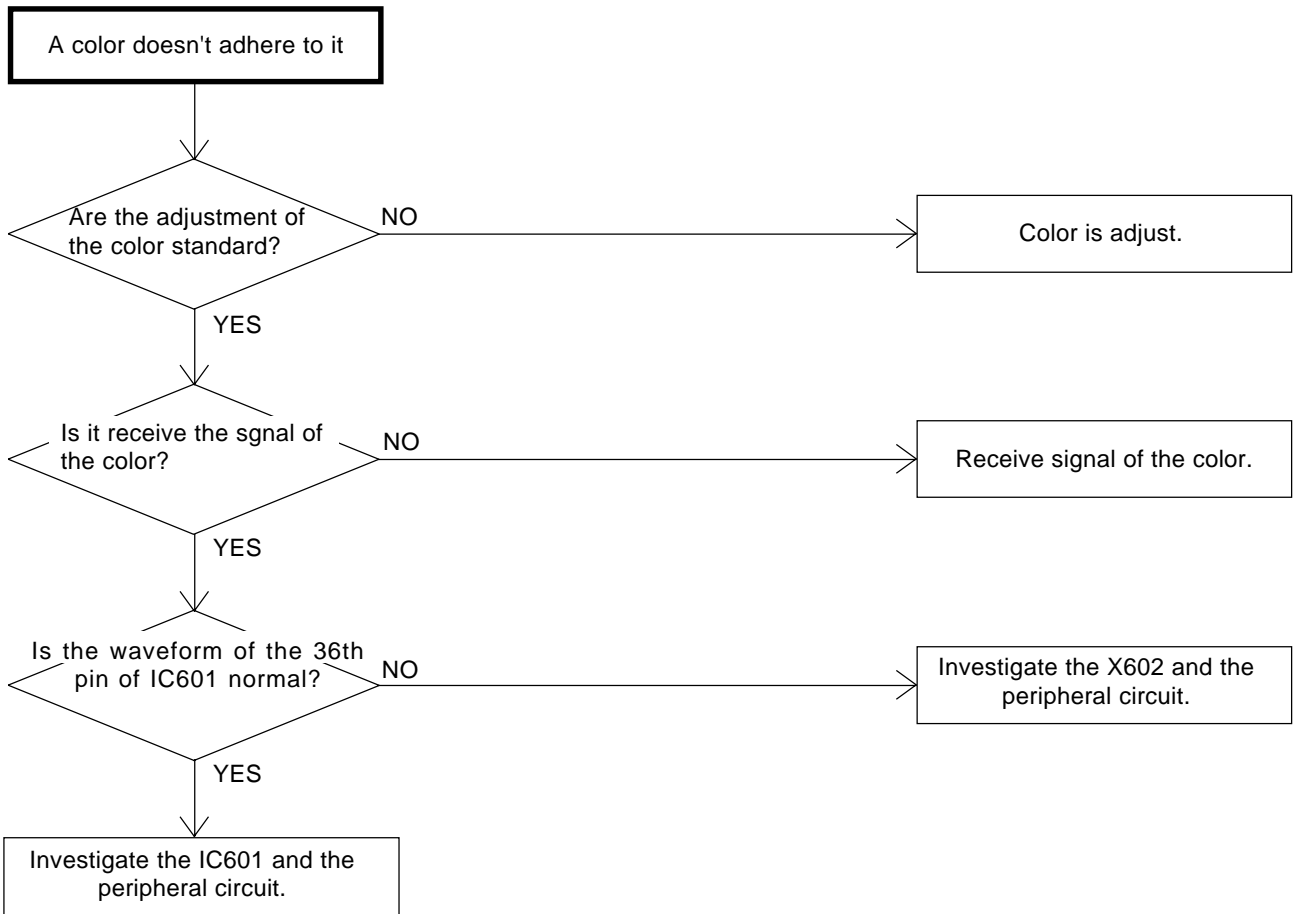 A color doesn't adhere to it
Are the adjustment of
the color standard?
NO
Color is adjust.
YES
Is it receive the sgnal of
the color?
NO
Receive signal of the color.
YES
Is the waveform of the 36th
pin of IC601 normal?
NO
Investigate the X602 and the
peripheral circuit.
YES
Investigate the IC601 and the
peripheral circuit.